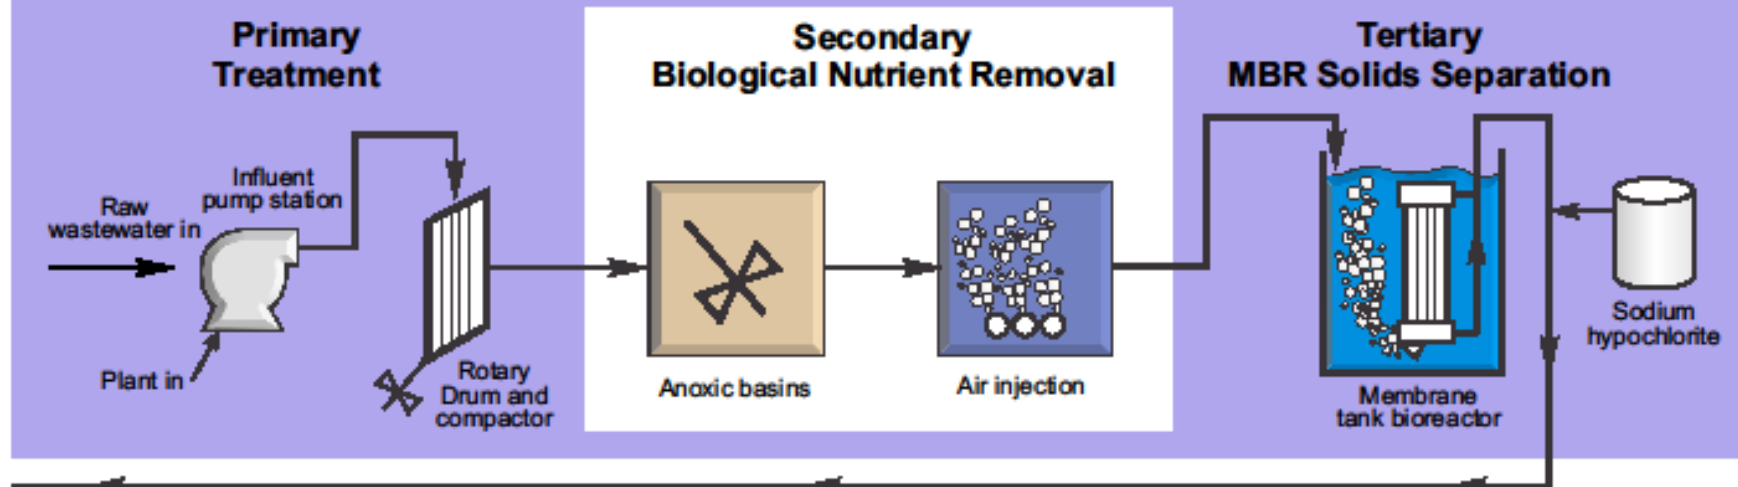 Primary
Treatment
Secondary
Biological Nutrient Removal
Tertiary
MBR Solids Separation
Raw
wastewater in
Influent
pump station
Plant in
Rotary
Drum and
compactor
Anoxic basins
Air injection
Membrane
tank bioreactor
Sodium
hypochlorite